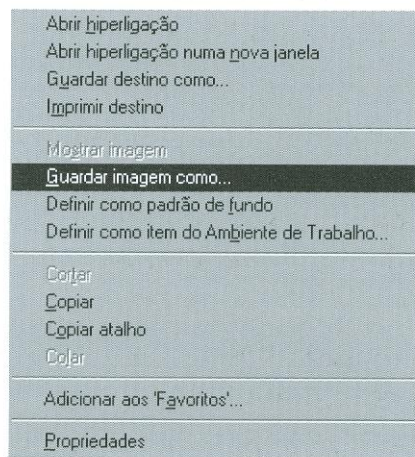 Abrir hiperligação
Abrir hiperligação numa nova janela
Guardar destino como...
Imprimir destino
Mostrar imagem
Guardar imagem como...
Definir como padrão de fundo
Definir como item do Ambiente de Trabalho...
Cortar
Copiar
Copiar atalho
Colar
Adicionar aos 'Favoritos'...
Propriedades